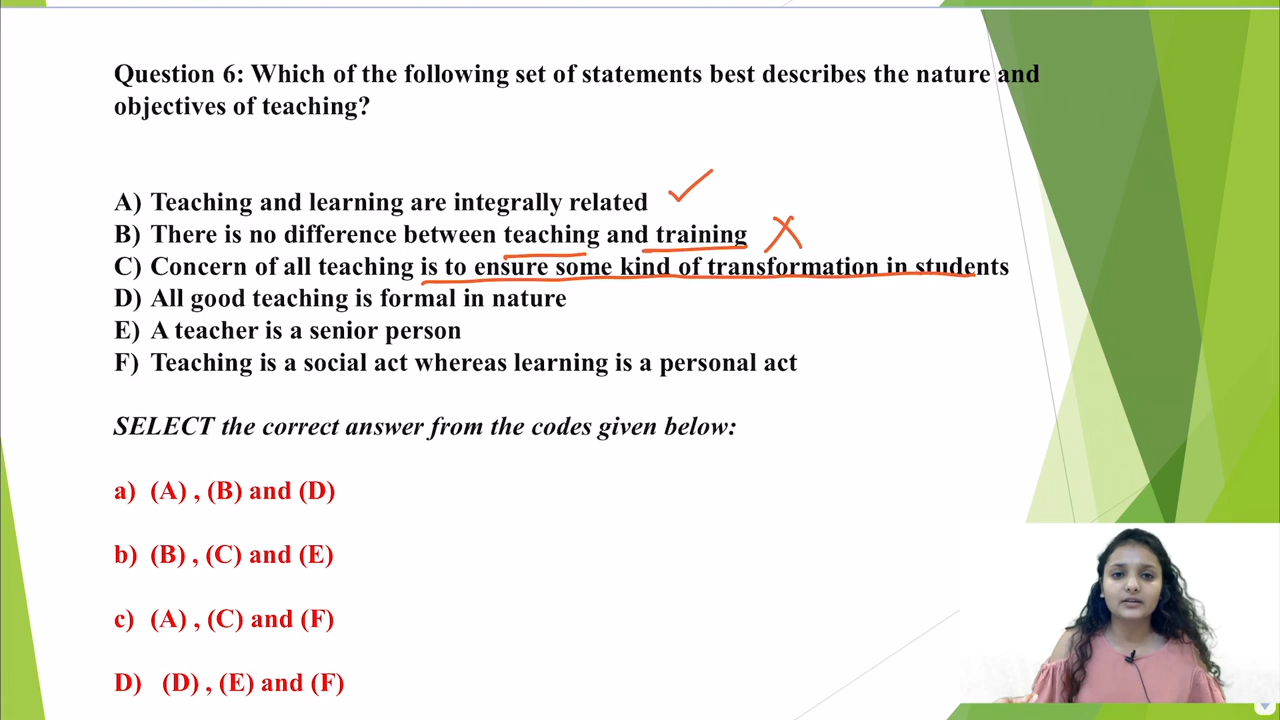 Question 6: Which of the following set of statements best describes the nature and
objectives of teaching?
A) Teaching and learning are integrally related
B) There is no difference between teaching and training
C) Concern of all teaching is to ensure some kind of transformation in students
D) All good teaching is formal in nature
E) A teacher is a senior person
F) Teaching is a social act whereas learning is a personal act
SELECT the correct answer from the codes given below:
a) (A) , (B) and (D)
b) (B) , (C) and (E)
c) (A) , (C) and (F)
D) (D) , (E) and (F)